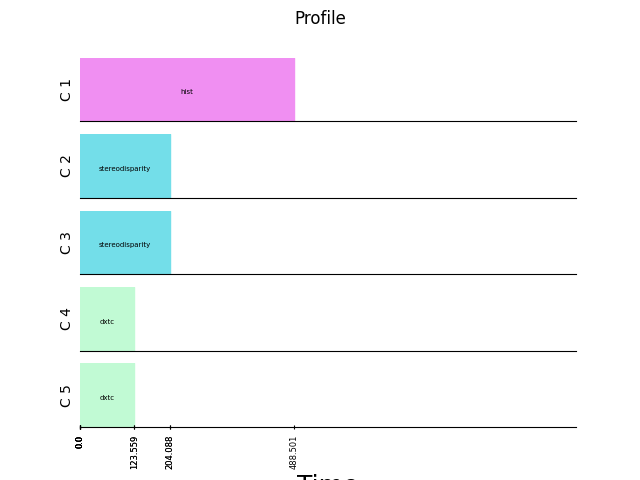 Profile
C 1
hist
C 2
stereodisparity
C 3
stereodisparity
C 4
dxtc
C 5
dxtc
0.0
123.559
204.088
488.501
Time